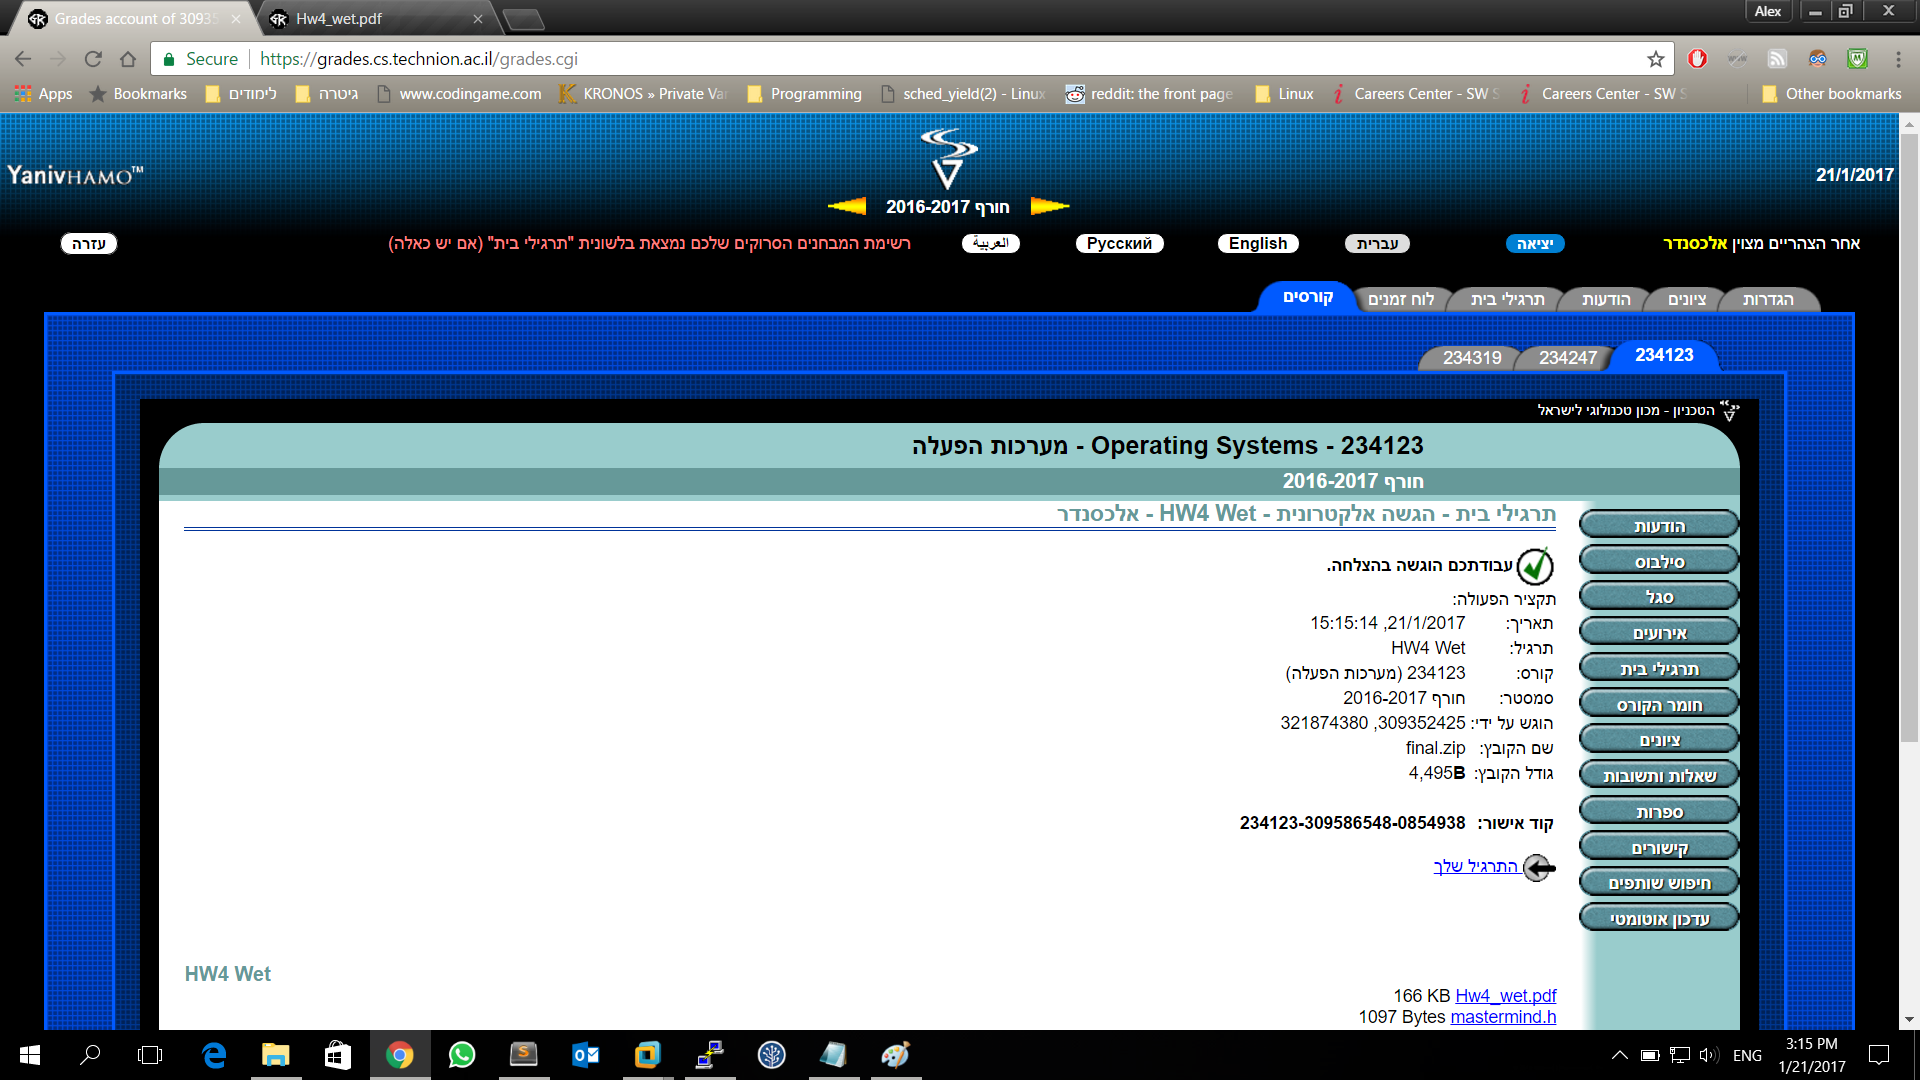 Grades account of 3093
Hw4_wet.pdf
Alex
Secure https://grades.cs.technion.ac.il/grades.cgi
Apps Bookmarks לימודים גיטרה www.codingame.com KRONOS » Private Var Programming sched_yield(2) - Linux reddit: the front page Linux Careers Center - SW S Careers Center - SW S Other bookmarks
YanivHAMO™
21/1/2017
חורף 2016-2017
אחר הצהריים מצוין אלכסנדר
יציאה
עברית
English
Русский
العربية
רשימת המבחנים הסרוקים שלכם נמצאת בלשונית "תרגילי בית" (אם יש כאלה)
עזרה
הגדרות ציונים הודעות תרגילי בית לוח זמנים קורסים
234123 234247 234319
הטכניון - מכון טכנולוגי לישראל
234123 - Operating Systems - מערכות הפעלה
חורף 2016-2017
תרגילי בית - הגשה אלקטרונית - HW4 Wet - אלכסנדר
עבודתכם הוגשה בהצלחה.
תקציר הפעולה:
תאריך: 21/1/2017, 15:15:14
תרגיל: HW4 Wet
קורס: 234123 (מערכות הפעלה)
סמסטר: חורף 2016-2017
הוגש על ידי: 309352425, 321874380
שם הקובץ: final.zip
גודל הקובץ: 4,495B
קוד אישור: 234123-309586548-0854938
התרגיל שלך
הודעות
סילבוס
סגל
אירועים
תרגילי בית
חומר הקורס
ציונים
שאלות ותשובות
ספרות
קישורים
חיפוש שותפים
עדכון אוטומטי
HW4 Wet
166 KB Hw4_wet.pdf
1097 Bytes mastermind.h
ENG
3:15 PM
1/21/2017